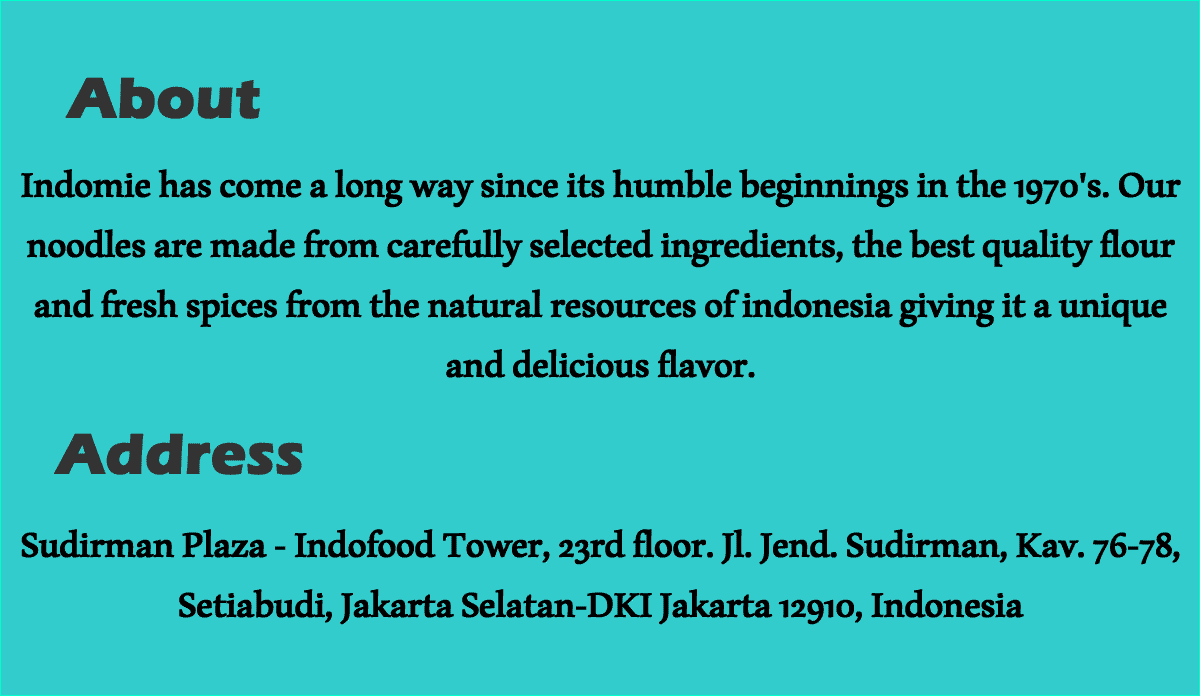 About
Indomie has come a long way since its humble beginnings in the 1970's. Our
noodles are made from carefully selected ingredients, the best quality flour
and fresh spices from the natural resources of indonesia giving it a unique
and delicious flavor.
Address
Sudirman Plaza - Indofood Tower, 23rd floor. Jl. Jend. Sudirman, Kav. 76-78,
Setiabudi, Jakarta Selatan-DKI Jakarta 12910, Indonesia